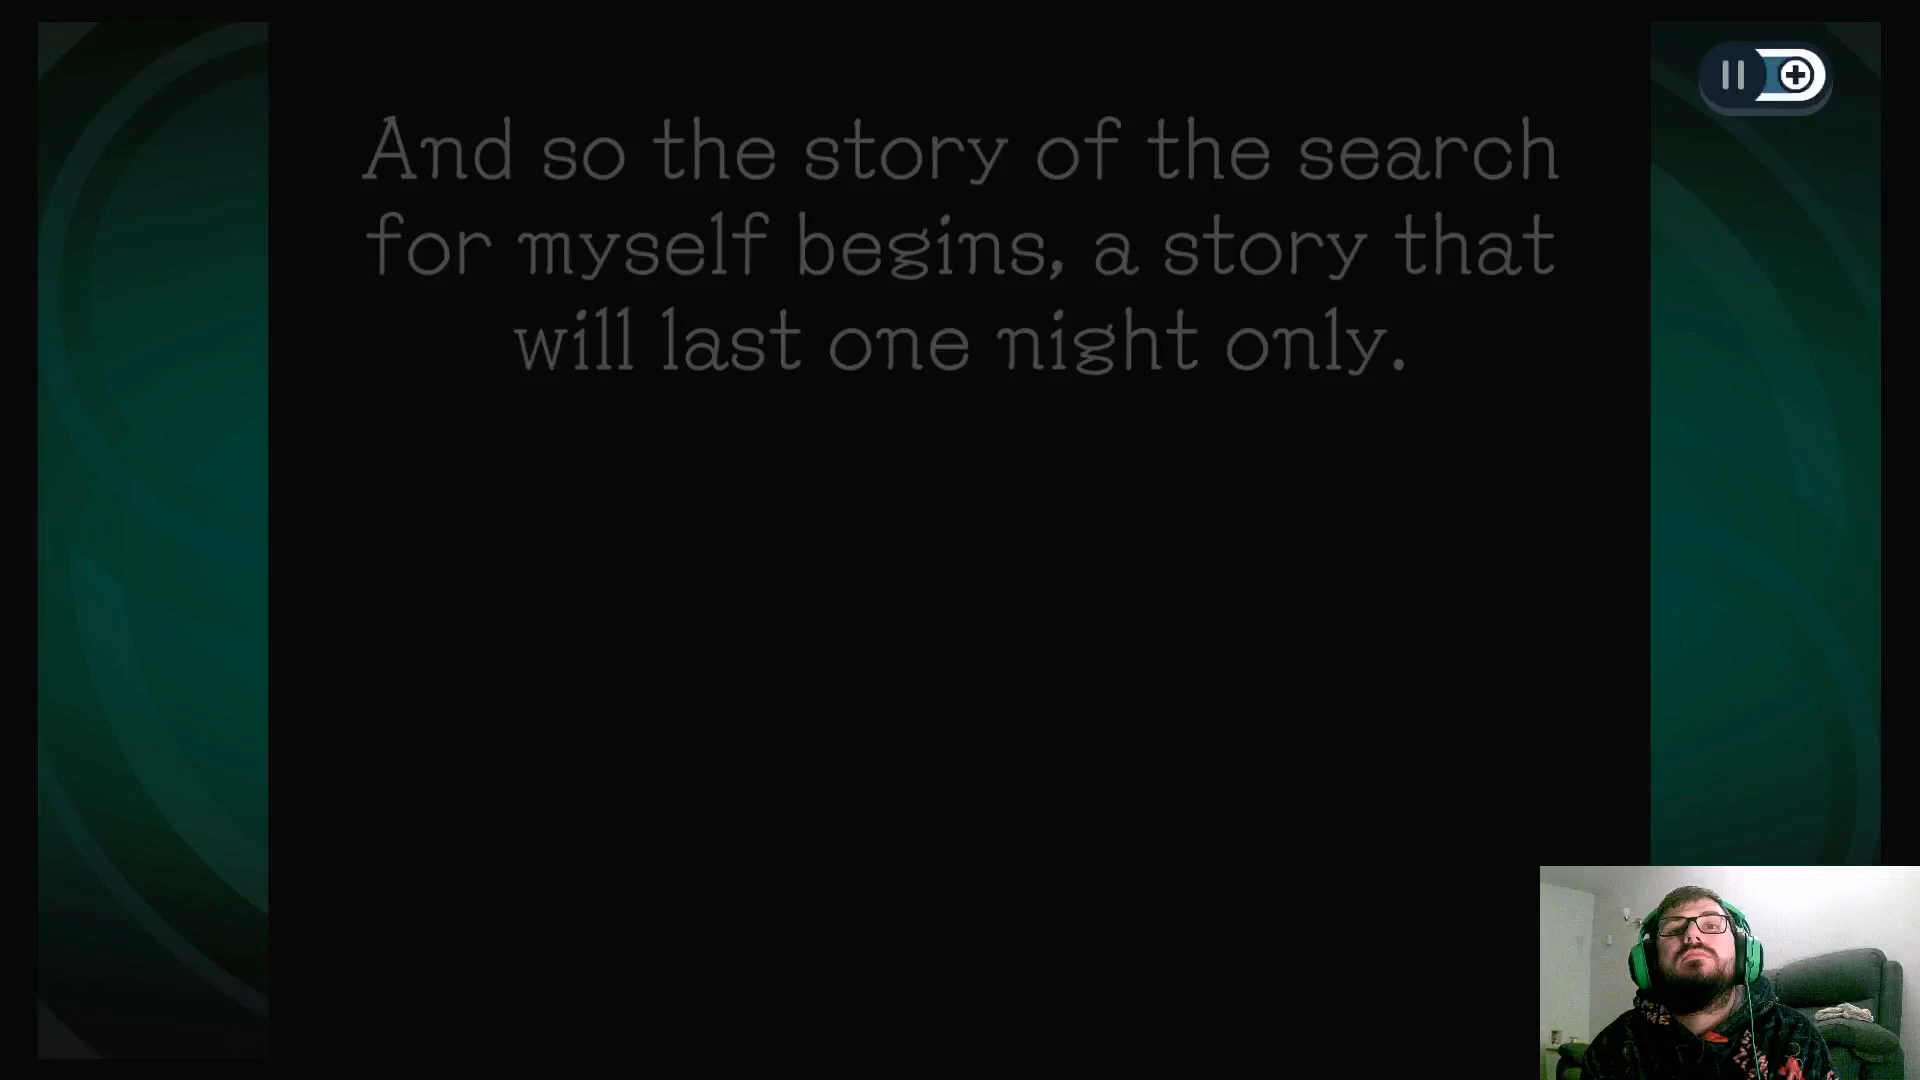 And so the story of the search
for myself begins, a story that
will last one night only.